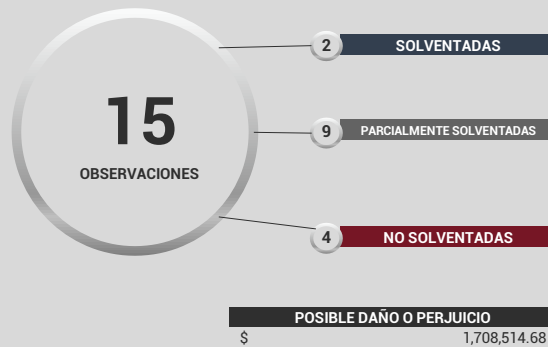 15
OBSERVACIONES
2 SOLVENTADAS
9 PARCIALMENTE SOLVENTADAS
4 NO SOLVENTADAS
POSIBLE DAÑO O PERJUICIO
$ 1,708,514.68